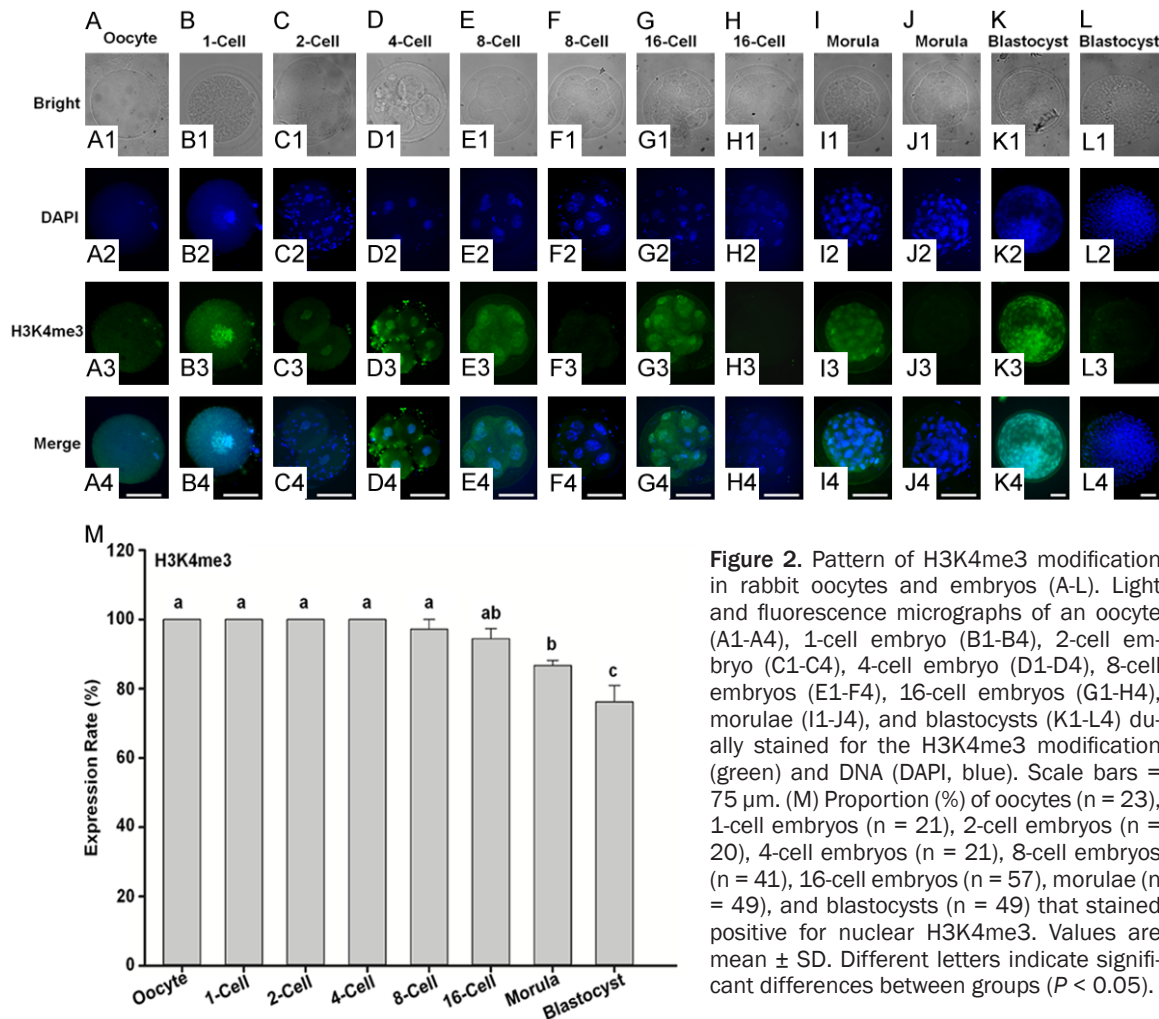 A B C D E F G H I J K L
Oocyte 1-Cell 2-Cell 4-Cell 8-Cell 8-Cell 16-Cell 16-Cell Morula Morula Blastocyst Blastocyst
Bright
A1 B1 C1 D1 E1 F1 G1 H1 I1 J1 K1 L1
DAPI
A2 B2 C2 D2 E2 F2 G2 H2 I2 J2 K2 L2
H3K4me3
A3 B3 C3 D3 E3 F3 G3 H3 I3 J3 K3 L3
Merge
A4 B4 C4 D4 E4 F4 G4 H4 I4 J4 K4 L4
M
H3K4me3
Expression Rate (%)
120
100
80
60
40
20
0
a a a a a ab b c
Oocyte 1-Cell 2-Cell 4-Cell 8-Cell 16-Cell Morula Blastocyst
Figure 2. Pattern of H3K4me3 modification
in rabbit oocytes and embryos (A-L). Light
and fluorescence micrographs of an oocyte
(A1-A4), 1-cell embryo (B1-B4), 2-cell em-
bryo (C1-C4), 4-cell embryo (D1-D4), 8-cell
embryos (E1-F4), 16-cell embryos (G1-H4),
morulae (I1-J4), and blastocysts (K1-L4) du-
ally stained for the H3K4me3 modification
(green) and DNA (DAPI, blue). Scale bars =
75 µm. (M) Proportion (%) of oocytes (n = 23),
1-cell embryos (n = 21), 2-cell embryos (n =
20), 4-cell embryos (n = 21), 8-cell embryos
(n = 41), 16-cell embryos (n = 57), morulae (n
= 49), and blastocysts (n = 49) that stained
positive for nuclear H3K4me3. Values are
mean ± SD. Different letters indicate signifi-
cant differences between groups (P < 0.05).